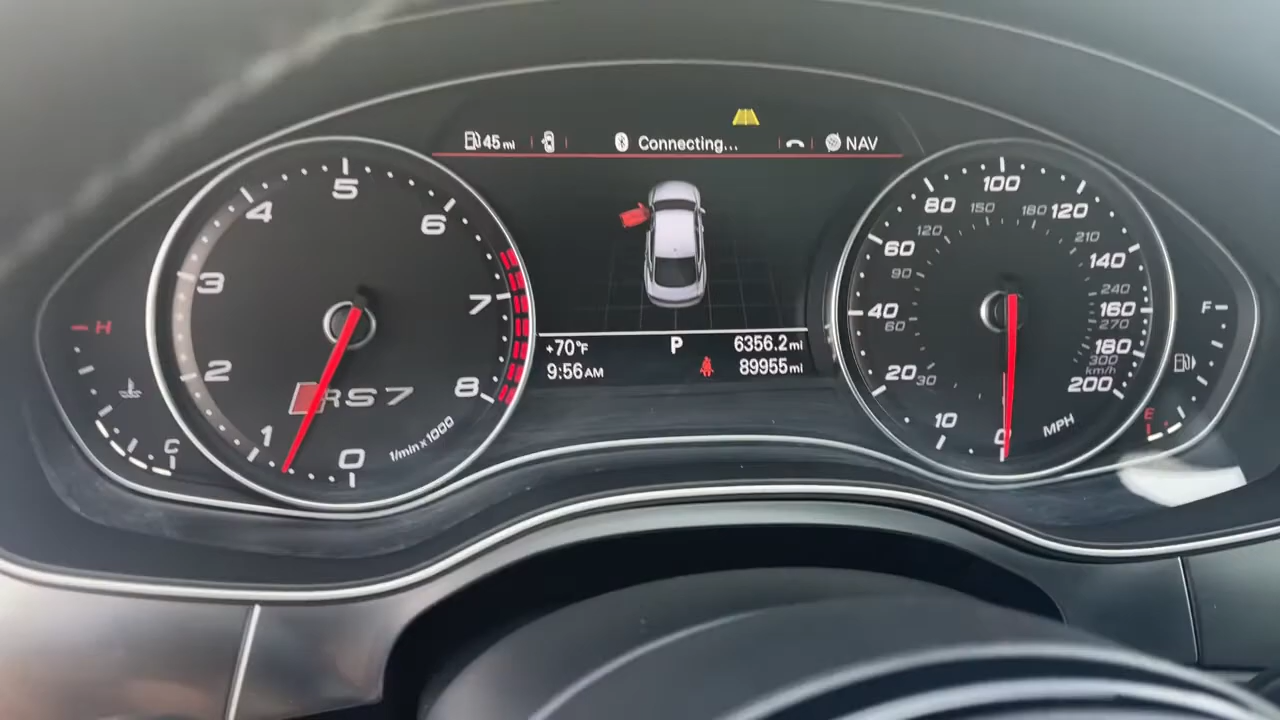 45 mi Connecting... NAV
5
4 6
3 7
2 8
1 0
RS 7
1/min x 1000
H
C
+70°F P 6356.2 mi
9:56 AM 89955 mi
100
80 120
60 140
40 160
20 180
10 200
0
150 180
120 210
90 240
60 270
30 300
km/h
MPH
F
E